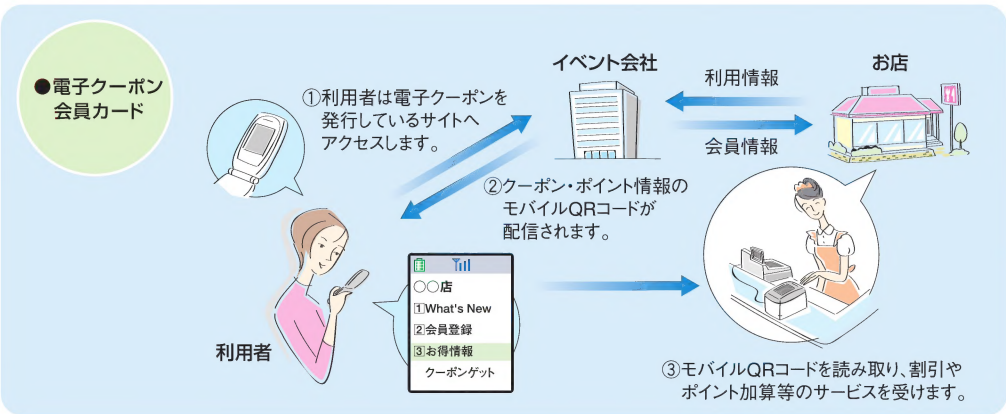 ●電子クーポン
会員カード
①利用者は電子クーポンを
発行しているサイトへ
アクセスします。
イベント会社
利用情報
お店
会員情報
②クーポン・ポイント情報の
モバイルQRコードが
配信されます。
利用者
○○店
1What's New
2会員登録
3お得情報
クーポンゲット
③モバイルQRコードを読み取り、割引や
ポイント加算等のサービスを受けます。